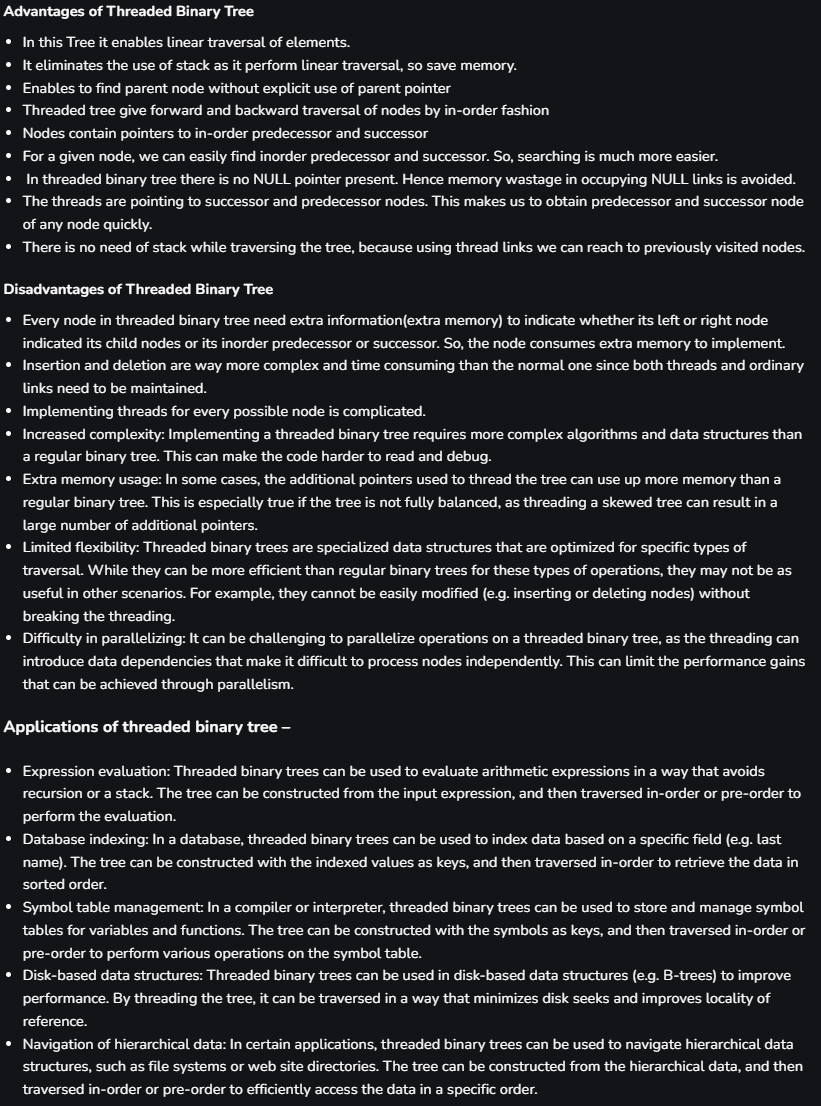 Advantages of Threaded Binary Tree
• In this Tree it enables linear traversal of elements.
• It eliminates the use of stack as it perform linear traversal, so save memory.
• Enables to find parent node without explicit use of parent pointer
• Threaded tree give forward and backward traversal of nodes by in-order fashion
• Nodes contain pointers to in-order predecessor and successor
• For a given node, we can easily find inorder predecessor and successor. So, searching is much more easier.
• In threaded binary tree there is no NULL pointer present. Hence memory wastage in occupying NULL links is avoided.
• The threads are pointing to successor and predecessor nodes. This makes us to obtain predecessor and successor node
of any node quickly.
• There is no need of stack while traversing the tree, because using thread links we can reach to previously visited nodes.
Disadvantages of Threaded Binary Tree
• Every node in threaded binary tree need extra information(extra memory) to indicate whether its left or right node
indicated its child nodes or its inorder predecessor or successor. So, the node consumes extra memory to implement.
• Insertion and deletion are way more complex and time consuming than the normal one since both threads and ordinary
links need to be maintained.
• Implementing threads for every possible node is complicated.
• Increased complexity: Implementing a threaded binary tree requires more complex algorithms and data structures than
a regular binary tree. This can make the code harder to read and debug.
• Extra memory usage: In some cases, the additional pointers used to thread the tree can use up more memory than a
regular binary tree. This is especially true if the tree is not fully balanced, as threading a skewed tree can result in a
large number of additional pointers.
• Limited flexibility: Threaded binary trees are specialized data structures that are optimized for specific types of
traversal. While they can be more efficient than regular binary trees for these types of operations, they may not be as
useful in other scenarios. For example, they cannot be easily modified (e.g. inserting or deleting nodes) without
breaking the threading.
• Difficulty in parallelizing: It can be challenging to parallelize operations on a threaded binary tree, as the threading can
introduce data dependencies that make it difficult to process nodes independently. This can limit the performance gains
that can be achieved through parallelism.
Applications of threaded binary tree –
• Expression evaluation: Threaded binary trees can be used to evaluate arithmetic expressions in a way that avoids
recursion or a stack. The tree can be constructed from the input expression, and then traversed in-order or pre-order to
perform the evaluation.
• Database indexing: In a database, threaded binary trees can be used to index data based on a specific field (e.g. last
name). The tree can be constructed with the indexed values as keys, and then traversed in-order to retrieve the data in
sorted order.
• Symbol table management: In a compiler or interpreter, threaded binary trees can be used to store and manage symbol
tables for variables and functions. The tree can be constructed with the symbols as keys, and then traversed in-order or
pre-order to perform various operations on the symbol table.
• Disk-based data structures: Threaded binary trees can be used in disk-based data structures (e.g. B-trees) to improve
performance. By threading the tree, it can be traversed in a way that minimizes disk seeks and improves locality of
reference.
• Navigation of hierarchical data: In certain applications, threaded binary trees can be used to navigate hierarchical data
structures, such as file systems or web site directories. The tree can be constructed from the hierarchical data, and then
traversed in-order or pre-order to efficiently access the data in a specific order.